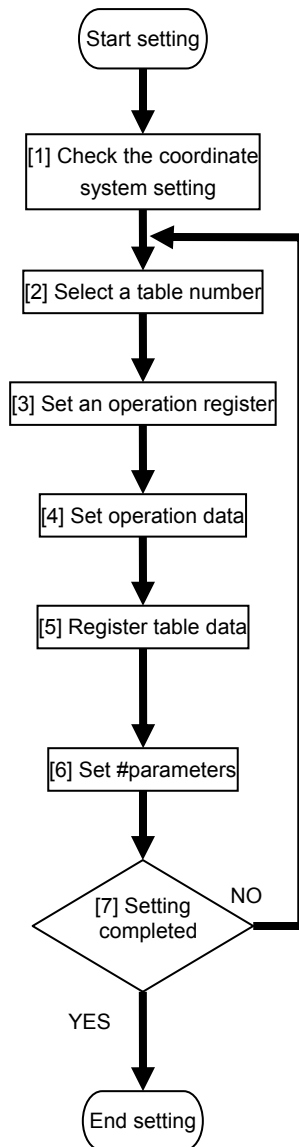 Start setting
[1] Check the coordinate
system setting
[2] Select a table number
[3] Set an operation register
[4] Set operation data
[5] Register table data
[6] Set #parameters
[7] Setting
completed
NO
YES
End setting